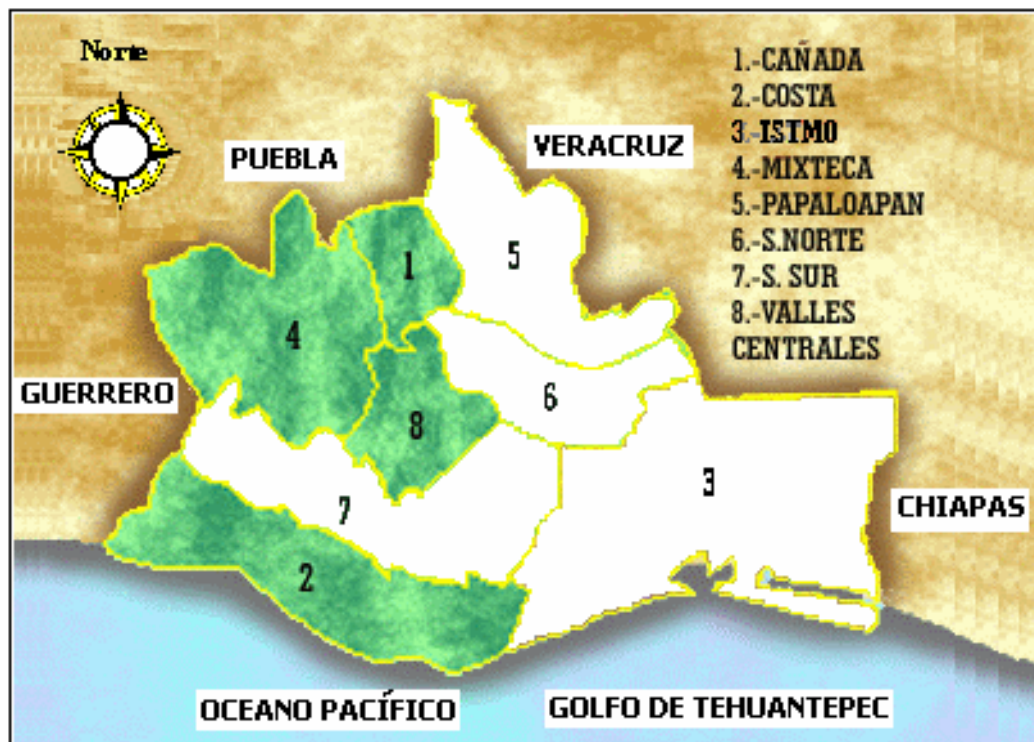 Norte
PUEBLA
VERACRUZ
1.-CAÑADA
2.-COSTA
3.-ISTMO
4.-MIXTECA
5.-PAPALOAPAN
6.-S.NORTE
7.-S. SUR
8.-VALLES
CENTRALES
5
1
4
GUERRERO
6
8
3
7
CHIAPAS
2
OCEANO PACÍFICO
GOLFO DE TEHUANTEPEC